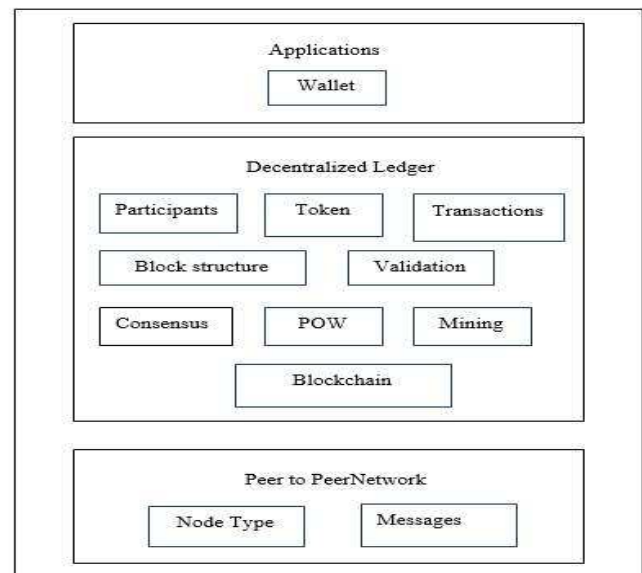 Applications
Wallet
Decentralized Ledger
Participants Token Transactions
Block structure Validation
Consensus POW Mining
Blockchain
Peer to PeerNetwork
Node Type Messages